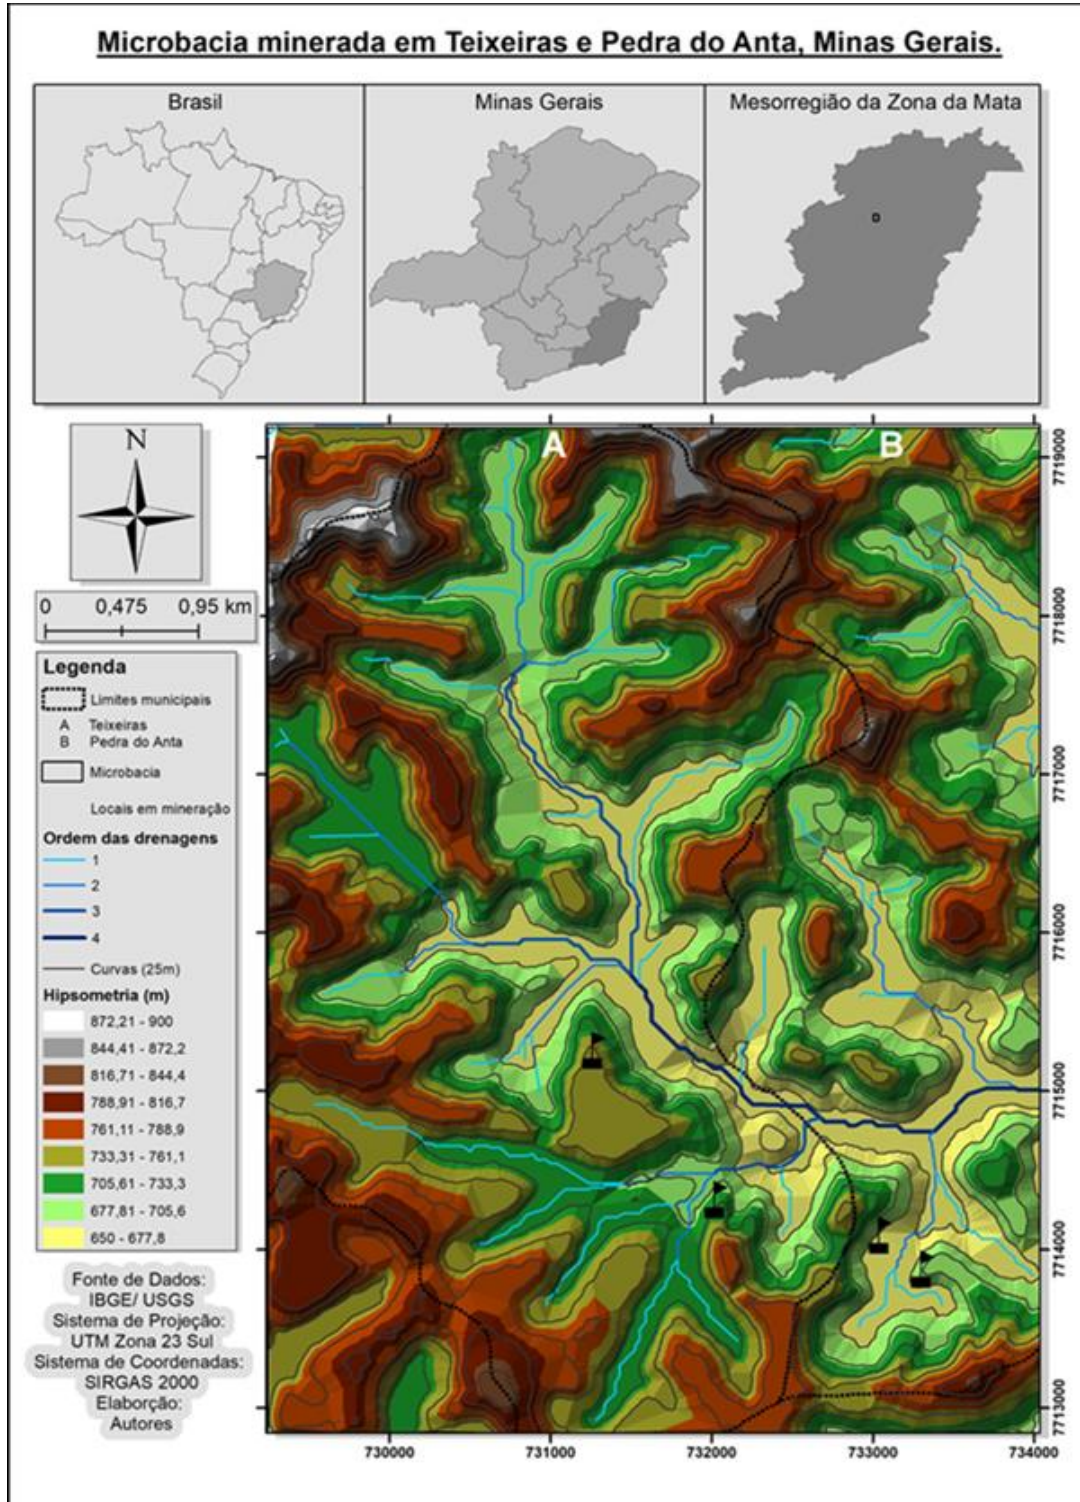 Microbacia minerada em Teixeiras e Pedra do Anta, Minas Gerais.
Brasil
Minas Gerais
Mesorregião da Zona da Mata
N
0 0,475 0,95 km
Legenda
Limites municipais
A Teixeiras
B Pedra do Anta
Microbacia
Locais em mineração
Ordem das drenagens
1
2
3
4
Curvas (25m)
Hipsometria (m)
872,21 - 900
844,41 - 872,2
816,71 - 844,4
788,91 - 816,7
761,11 - 788,9
733,31 - 761,1
705,61 - 733,3
677,81 - 705,6
650 - 677,8
Fonte de Dados:
IBGE/ USGS
Sistema de Projeção:
UTM Zona 23 Sul
Sistema de Coordenadas:
SIRGAS 2000
Elaborção:
Autores
A
B
7719000
7718000
7717000
7716000
7715000
7714000
7713000
730000 731000 732000 733000 734000